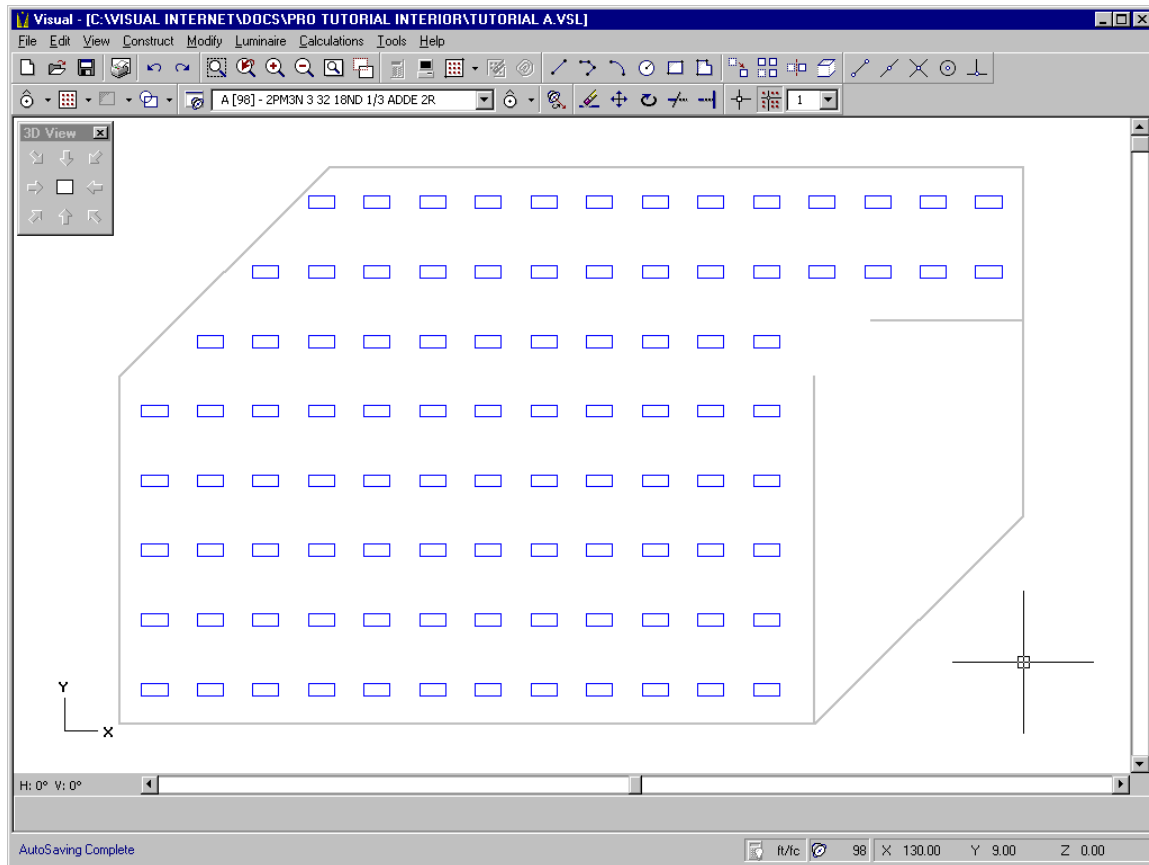 Visual - [C:\VISUAL INTERNET\DOCS\PRO TUTORIAL INTERIOR\TUTORIAL A.VSL]
File Edit View Construct Modify Luminaire Calculations Tools Help
A [98] - 2PM3N 3 32 18ND 1/3 ADDE 2R 1
3D View
Y
X
H: 0° V: 0°
AutoSaving Complete ft/fc 98 X 130.00 Y 9.00 Z 0.00